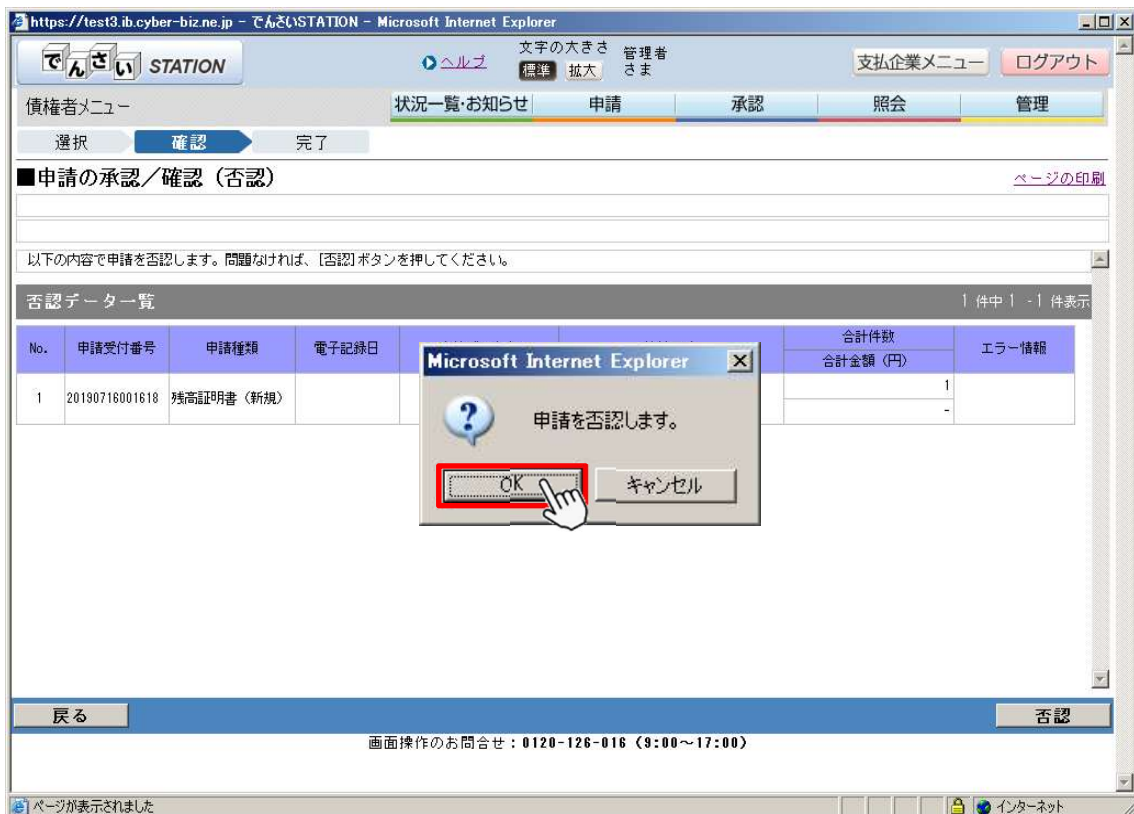 https://test3.ib.cyber-biz.ne.jp - でんさいSTATION - Microsoft Internet Explorer
でんさい STATION
ヘルプ
文字の大きさ
標準 拡大
管理者
さま
支払企業メニュー
ログアウト
債権者メニュー
状況一覧・お知らせ
申請
承認
照会
管理
選択
確認
完了
■申請の承認／確認（否認）
ページの印刷
以下の内容で申請を否認します。問題なければ、[否認]ボタンを押してください。
否認データ一覧
1 件中 1 -1 件表示
No. 申請受付番号 申請種類 電子記録日 合計件数 エラー情報
合計金額（円）
1 20190716001618 残高証明書（新規） 1
-
Microsoft Internet Explorer
申請を否認します。
OK
キャンセル
戻る
否認
画面操作のお問合せ：0120-126-016（9:00～17:00）
ページが表示されました
インターネット